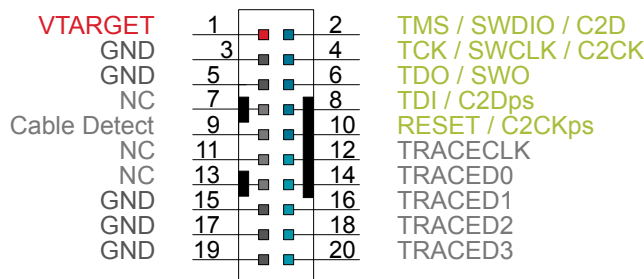 VTARGET 1 2 TMS / SWDIO / C2D
GND 3 4 TCK / SWCLK / C2CK
GND 5 6 TDO / SWO
NC 7 8 TDI / C2Dps
Cable Detect 9 10 RESET / C2CKps
NC 11 12 TRACECLK
NC 13 14 TRACED0
GND 15 16 TRACED1
GND 17 18 TRACED2
GND 19 20 TRACED3